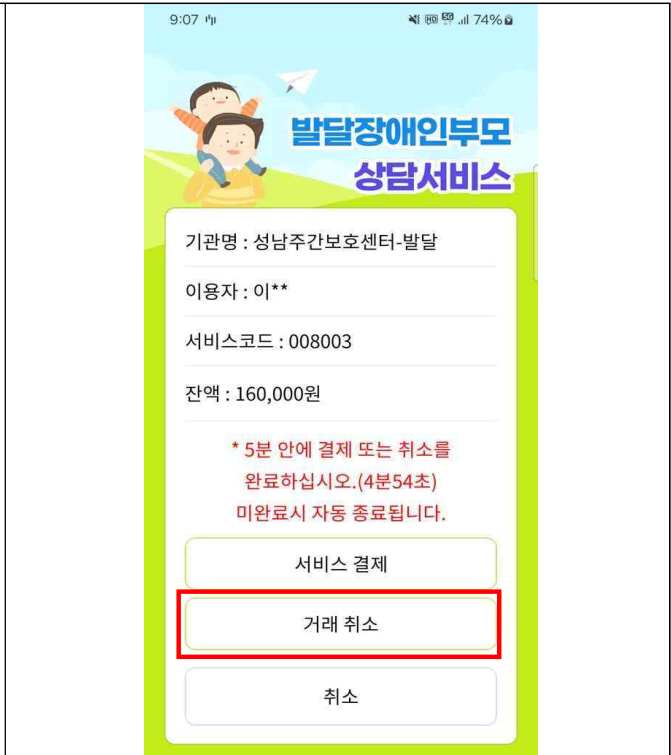 9:07
HD 5G 74%
발달장애인부모
상담서비스
기관명 : 성남주간보호센터-발달
이용자 : 이**
서비스코드 : 008003
잔액 : 160,000원
* 5분 안에 결제 또는 취소를
완료하십시오.(4분54초)
미완료시 자동 종료됩니다.
서비스 결제
거래 취소
취소